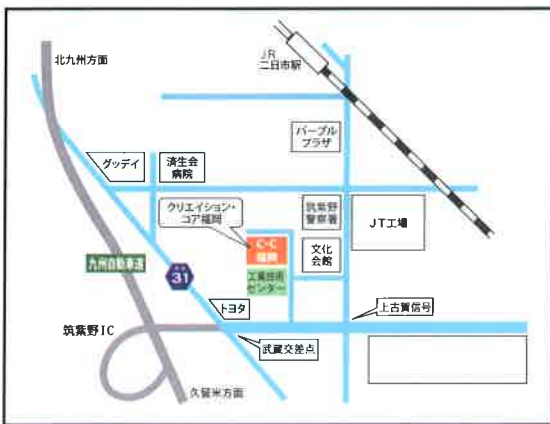 北九州方面
JR
二日市駅
パープル
プラザ
グッデイ
済生会
病院
クリエイション・
コア福岡
筑紫野
警察署
JT工場
C-C
福岡
文化
会館
九州自動車道
31
工業技術
センター
トヨタ
上古賀信号
筑紫野IC
武蔵交差点
久留米方面